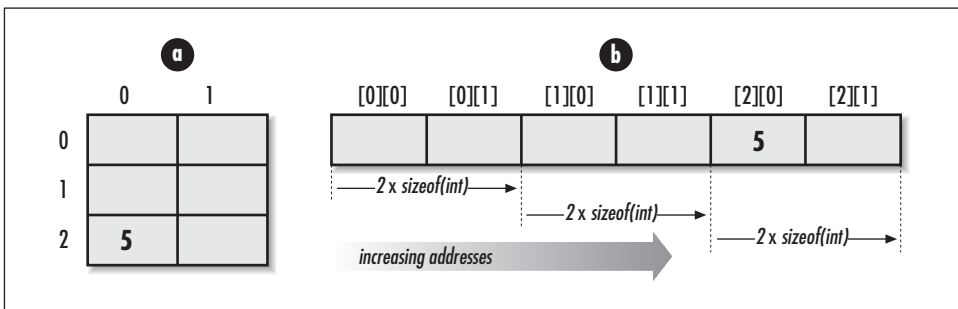 a
0 1
0
1
2 5
b
[0][0] [0][1] [1][0] [1][1] [2][0] [2][1]
5
2 x sizeof(int)
2 x sizeof(int)
2 x sizeof(int)
increasing addresses